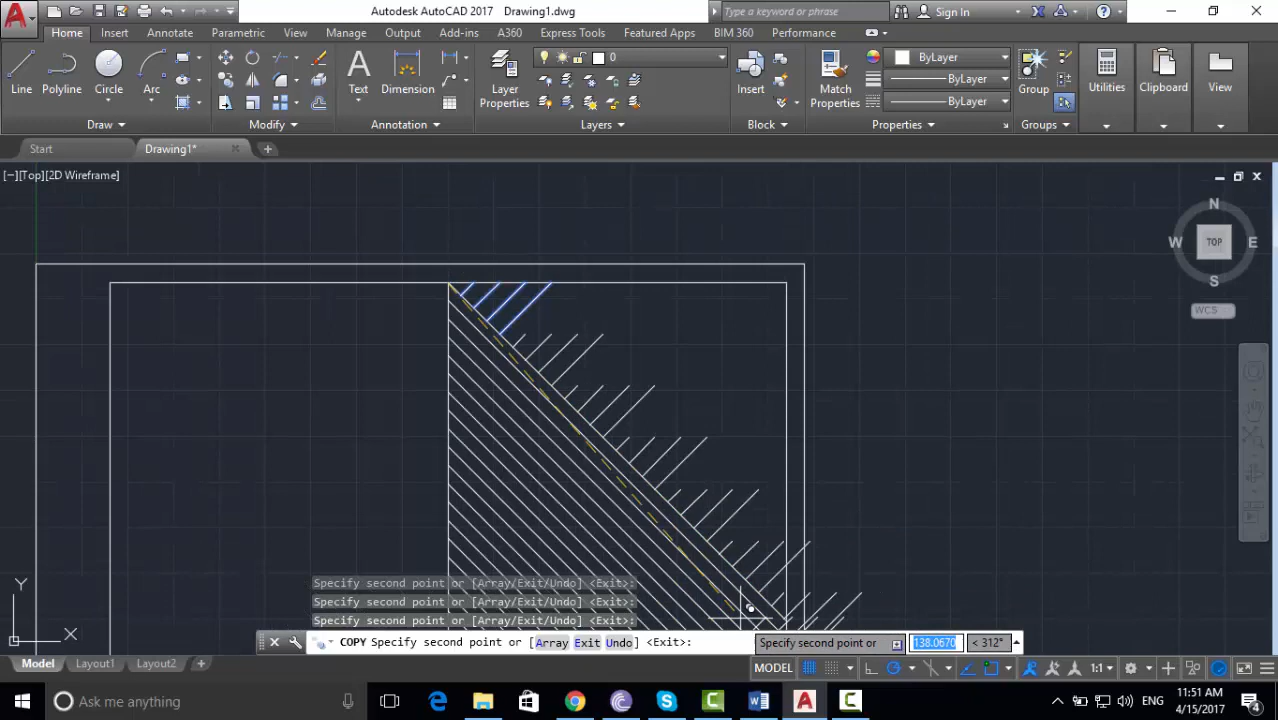 Autodesk AutoCAD 2017 Drawing1.dwg
Type a keyword or phrase
Sign In
Home Insert Annotate Parametric View Manage Output Add-ins A360 Express Tools Featured Apps BIM 360 Performance
Line Polyline Circle Arc
Text Dimension
Layer
Properties
0
Insert
Match
Properties
ByLayer
ByLayer
ByLayer
Group
Utilities Clipboard View
Draw Modify Annotation Layers Block Properties Groups
Start Drawing1*
[−][Top][2D Wireframe]
N
W TOP E
S
WCS
Y
X
Specify second point or [Array/Exit/Undo] <Exit>:
Specify second point or [Array/Exit/Undo] <Exit>:
Specify second point or [Array/Exit/Undo] <Exit>:
COPY Specify second point or [Array Exit Undo] <Exit>:
Specify second point or 138.0670 < 312°
Model Layout1 Layout2
MODEL 1:1
Ask me anything
ENG
11:51 AM
4/15/2017
4